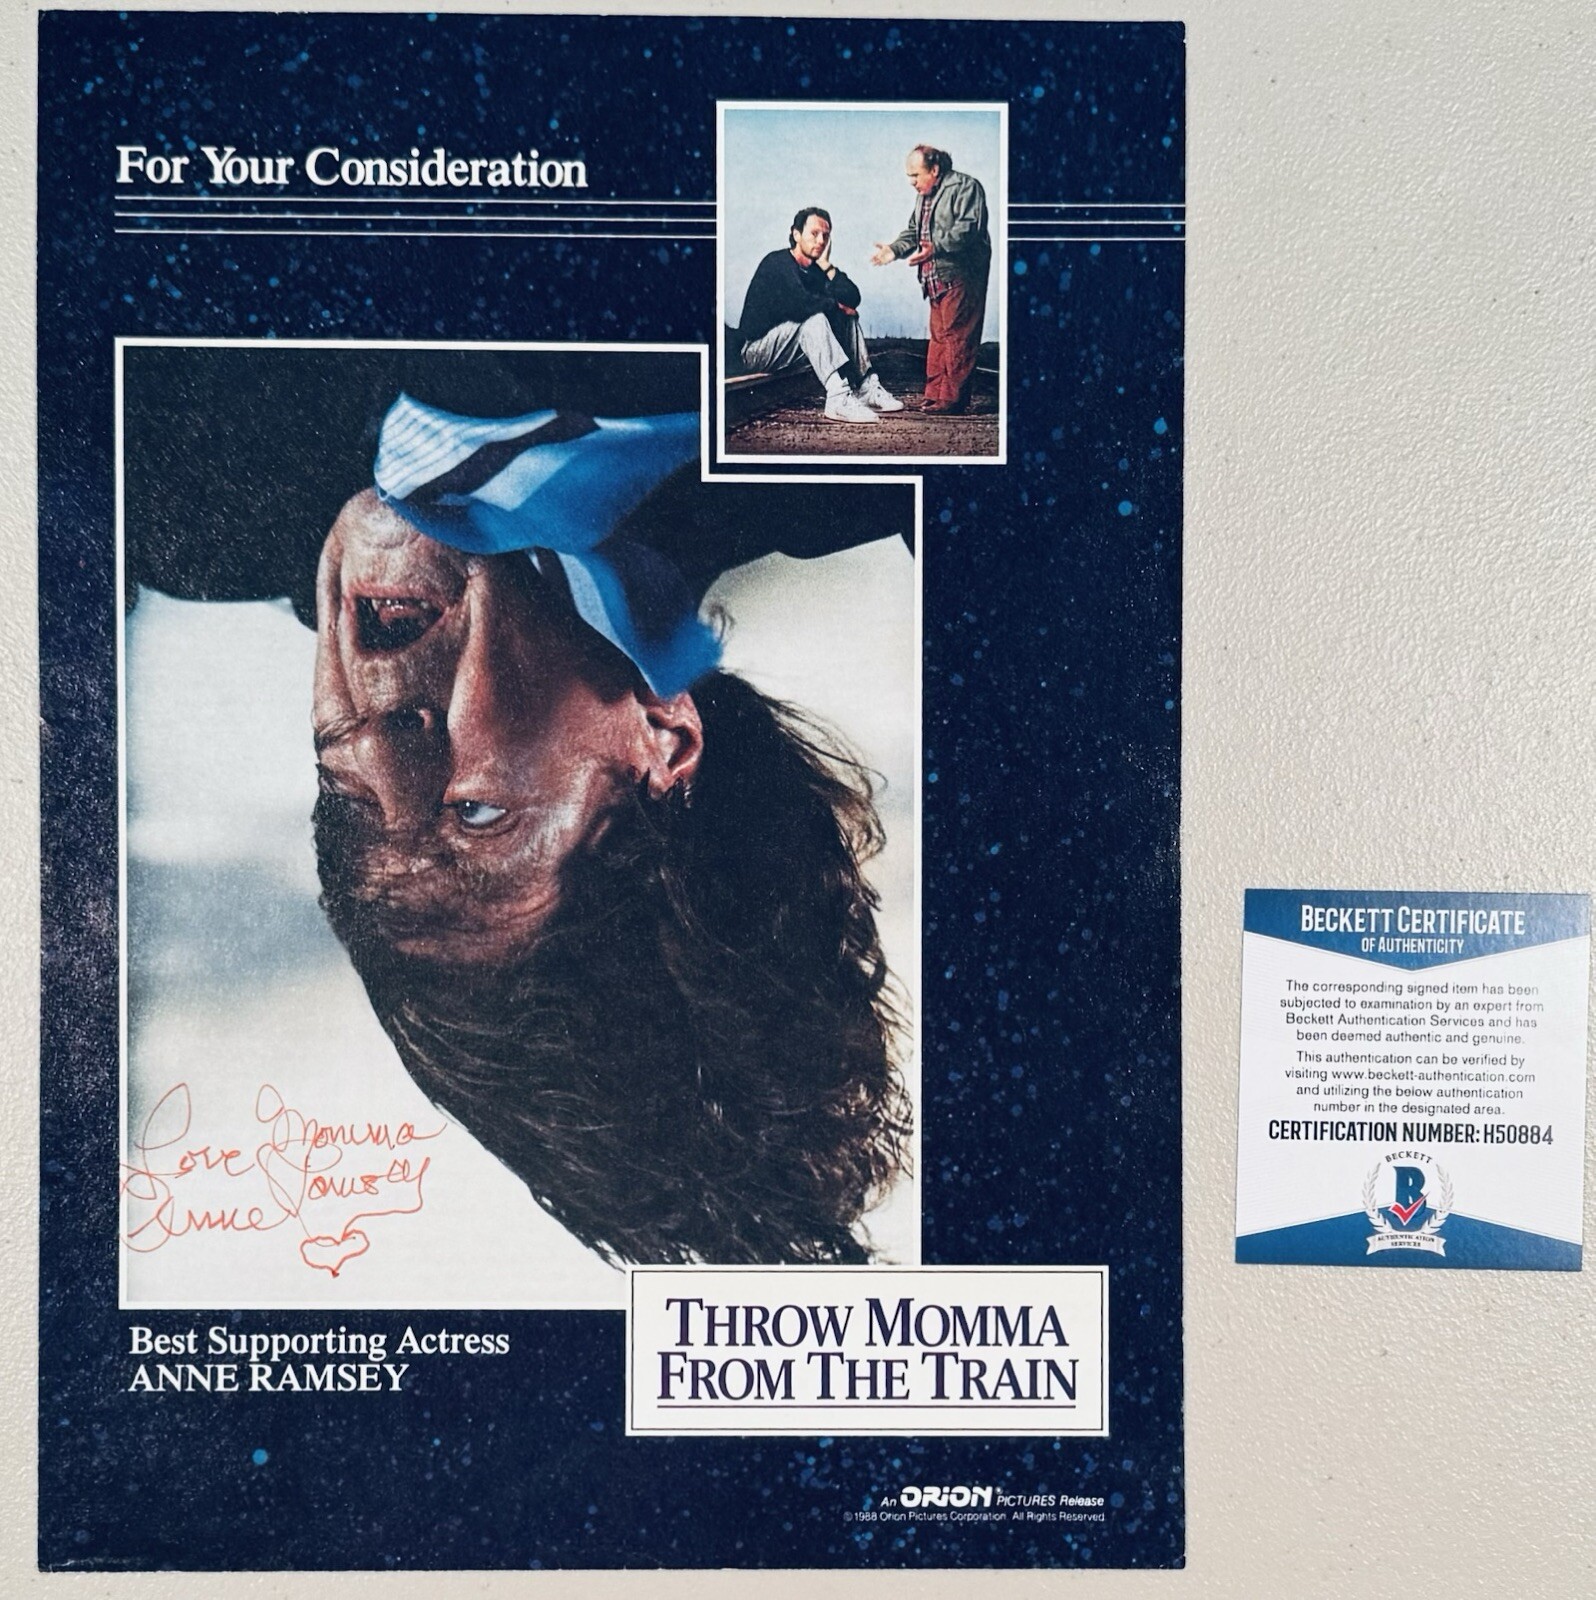 For Your Consideration
Love Momma
Anne Ramsey
Best Supporting Actress
ANNE RAMSEY
THROW MOMMA
FROM THE TRAIN
An ORION PICTURES Release
©1988 Orion Pictures Corporation. All Rights Reserved.
BECKETT CERTIFICATE
OF AUTHENTICITY
The corresponding signed item has been
subjected to examination by an expert from
Beckett Authentication Services and has
been deemed authentic and genuine.
This authentication can be verified by
visiting www.beckett-authentication.com
and utilizing the below authentication
number in the designated area.
CERTIFICATION NUMBER: H50884
BECKETT
B
AUTHENTICATION
SERVICES